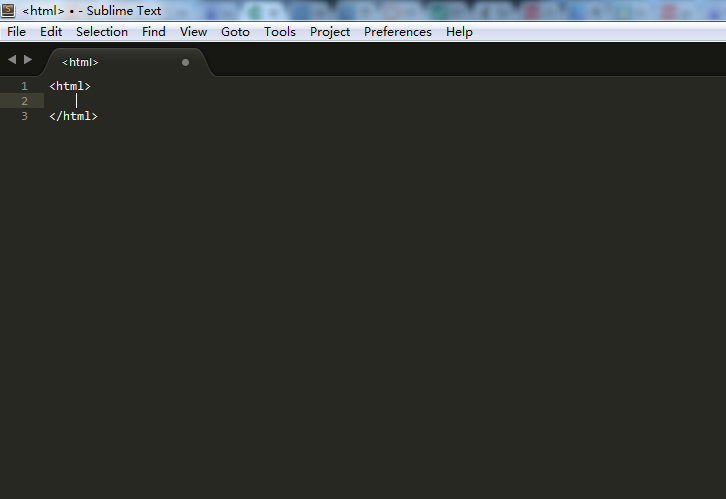 <html> • - Sublime Text
File Edit Selection Find View Goto Tools Project Preferences Help
<html>
1 <html>
2
3 </html>